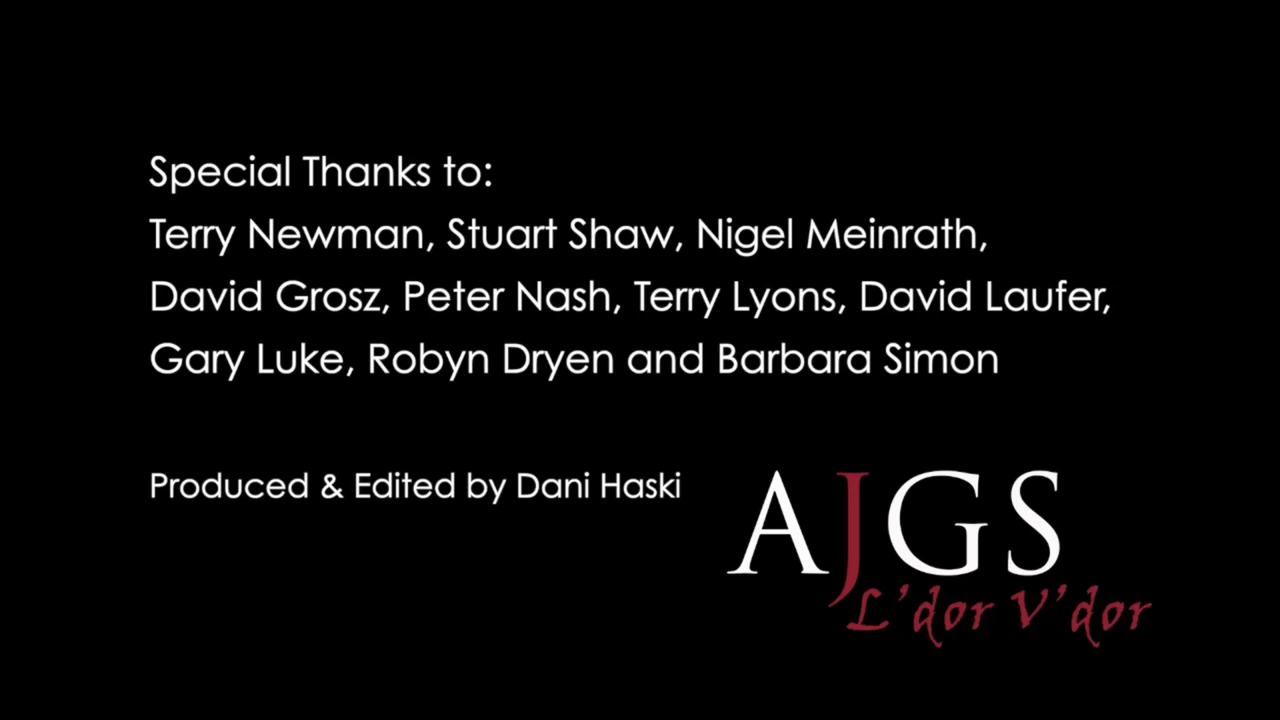 Special Thanks to:
Terry Newman, Stuart Shaw, Nigel Meinrath,
David Grosz, Peter Nash, Terry Lyons, David Laufer,
Gary Luke, Robyn Dryen and Barbara Simon
Produced & Edited by Dani Haski
AJGS
L'dor V'dor